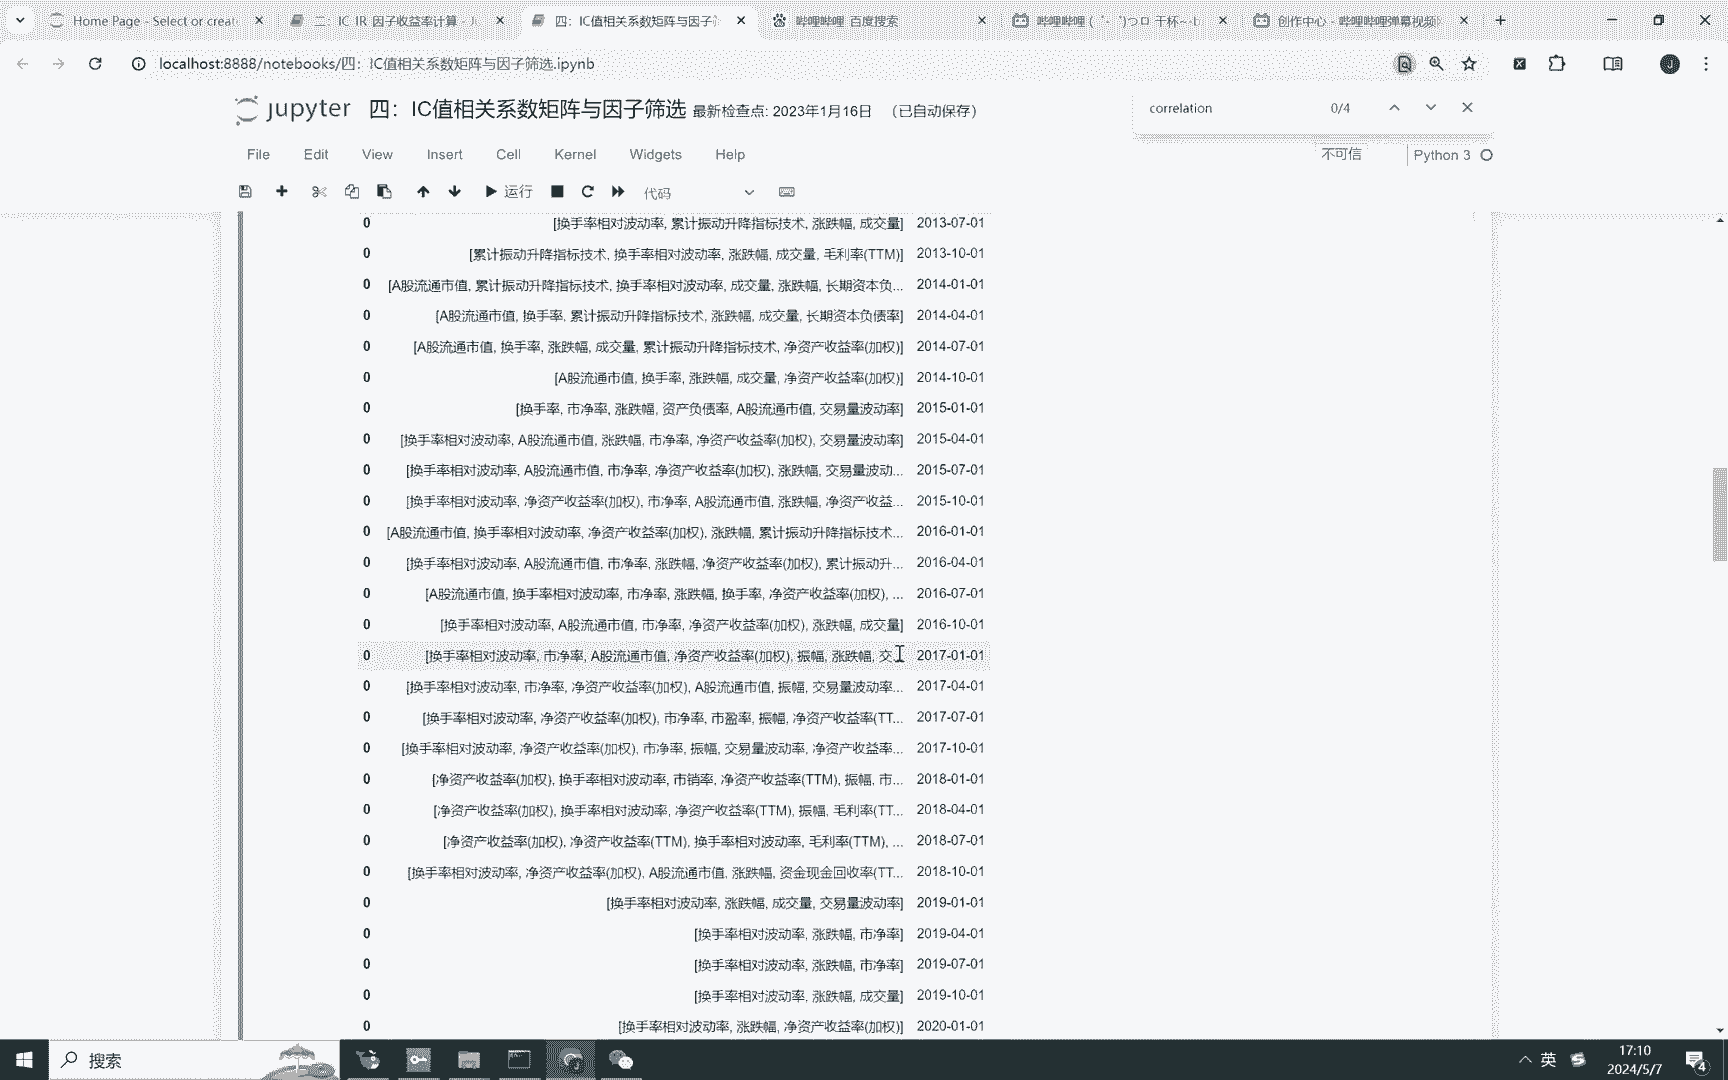 Home Page - Select or creat
二：IC_IR_因子收益率计算 - J
四：IC值相关系数矩阵与因子
哔哩哔哩_百度搜索
哔哩哔哩 (゜-゜)つロ 干杯~-b
创作中心 - 哔哩哔哩弹幕视频
localhost:8888/notebooks/四：IC值相关系数矩阵与因子筛选.ipynb
J
jupyter 四：IC值相关系数矩阵与因子筛选 最新检查点: 2023年1月16日 （已自动保存）
correlation 0/4
File Edit View Insert Cell Kernel Widgets Help
不可信 Python 3
运行 代码
0 [换手率相对波动率, 累计振动升降指标技术, 涨跌幅, 成交量] 2013-07-01
0 [累计振动升降指标技术, 换手率相对波动率, 涨跌幅, 成交量, 毛利率(TTM)] 2013-10-01
0 [A股流通市值, 累计振动升降指标技术, 换手率相对波动率, 成交量, 涨跌幅, 长期资本负... 2014-01-01
0 [A股流通市值, 换手率, 累计振动升降指标技术, 涨跌幅, 成交量, 长期资本负债率] 2014-04-01
0 [A股流通市值, 换手率, 涨跌幅, 成交量, 累计振动升降指标技术, 净资产收益率(加权)] 2014-07-01
0 [A股流通市值, 换手率, 涨跌幅, 成交量, 净资产收益率(加权)] 2014-10-01
0 [换手率, 市净率, 涨跌幅, 资产负债率, A股流通市值, 交易量波动率] 2015-01-01
0 [换手率相对波动率, A股流通市值, 涨跌幅, 市净率, 净资产收益率(加权), 交易量波动率] 2015-04-01
0 [换手率相对波动率, A股流通市值, 市净率, 净资产收益率(加权), 涨跌幅, 交易量波动... 2015-07-01
0 [换手率相对波动率, 净资产收益率(加权), 市净率, A股流通市值, 涨跌幅, 净资产收益... 2015-10-01
0 [A股流通市值, 换手率相对波动率, 净资产收益率(加权), 涨跌幅, 累计振动升降指标技术... 2016-01-01
0 [换手率相对波动率, A股流通市值, 市净率, 涨跌幅, 净资产收益率(加权), 累计振动升... 2016-04-01
0 [A股流通市值, 换手率相对波动率, 市净率, 涨跌幅, 换手率, 净资产收益率(加权), ... 2016-07-01
0 [换手率相对波动率, A股流通市值, 市净率, 净资产收益率(加权), 涨跌幅, 成交量] 2016-10-01
0 [换手率相对波动率, 市净率, A股流通市值, 净资产收益率(加权), 振幅, 涨跌幅, 交... 2017-01-01
0 [换手率相对波动率, 市净率, 净资产收益率(加权), A股流通市值, 振幅, 交易量波动率... 2017-04-01
0 [换手率相对波动率, 净资产收益率(加权), 市净率, 市盈率, 振幅, 净资产收益率(TT... 2017-07-01
0 [换手率相对波动率, 净资产收益率(加权), 市净率, 振幅, 交易量波动率, 净资产收益率... 2017-10-01
0 [净资产收益率(加权), 换手率相对波动率, 市销率, 净资产收益率(TTM), 振幅, 市... 2018-01-01
0 [净资产收益率(加权), 换手率相对波动率, 净资产收益率(TTM), 振幅, 毛利率(TT... 2018-04-01
0 [净资产收益率(加权), 净资产收益率(TTM), 换手率相对波动率, 毛利率(TTM), ... 2018-07-01
0 [换手率相对波动率, 净资产收益率(加权), A股流通市值, 涨跌幅, 资金现金回收率(TT... 2018-10-01
0 [换手率相对波动率, 涨跌幅, 成交量, 交易量波动率] 2019-01-01
0 [换手率相对波动率, 涨跌幅, 市净率] 2019-04-01
0 [换手率相对波动率, 涨跌幅, 市净率] 2019-07-01
0 [换手率相对波动率, 涨跌幅, 成交量] 2019-10-01
0 [换手率相对波动率, 涨跌幅, 净资产收益率(加权)] 2020-01-01
搜索
英
17:10
2024/5/7
4